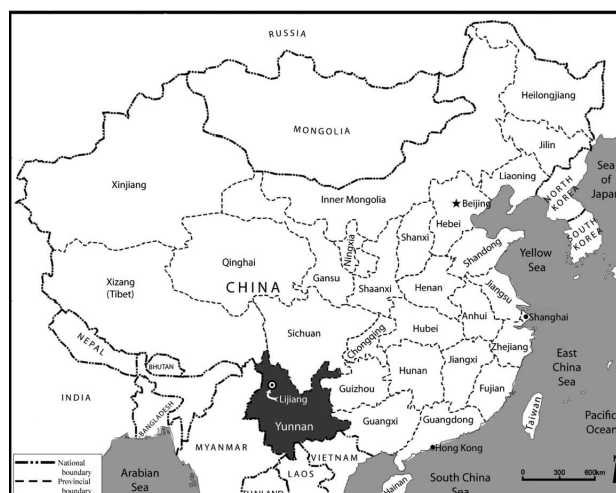 RUSSIA
Heilongjiang
MONGOLIA
Jilin
Sea
of
Japan
Liaoning
NORTH
KOREA
Xinjiang
Inner Mongolia
Beijing
Hebei
SOUTH
KOREA
Ningxia
Shanxi
Shandong
Yellow
Sea
Qinghai
Gansu
Xizang
(Tibet)
CHINA
Shaanxi
Henan
Jiangsu
Anhui
Shanghai
Sichuan
Chongqing
Hubei
Zhejiang
NEPAL
BHUTAN
East
China
Sea
Hunan
Jiangxi
Guizhou
Fujian
INDIA
Lijiang
BANGLADESH
Yunnan
Guangxi
Guangdong
Taiwan
Pacific
Ocean
MYANMAR
VIETNAM
Hong Kong
LAOS
National
boundary
Provincial
boundary
Arabian
Sea
THAILAND
Hainan
South China
Sea
0 300 600km